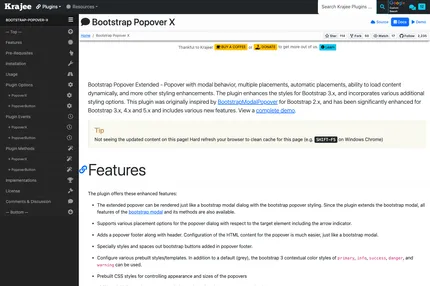 Krajee Plugins Resources
Search Krajee Plugins...
BOOTSTRAP-POPOVER-X
-- Top --
Features
Pre-Requisites
Installation
Usage
Plugin Options
PopoverX
PopoverButton
Plugin Events
PopoverX
PopoverButton
Plugin Methods
PopoverX
PopoverButton
Implementations
License
Comments & Discussion
-- Bottom --
Bootstrap Popover X
Source Docs Demo
Home / Bootstrap Popover X
Thankful to Krajee! BUY A COFFEE or DONATE to get more out of us
Bootstrap Popover Extended - Popover with modal behavior, multiple placements, automatic placements, ability to load content
dynamically, and more other styling enhancements. The plugin enhances the styles for Bootstrap 3.x, and incorporates various additional
styling options. This plugin was originally inspired by BootstrapModalPopover for Bootstrap 2.x, and has been significantly enhanced for
Bootstrap 3.x, 4.x and 5.x and includes various new features. View a complete demo.
Tip
Not seeing the updated content on this page! Hard refresh your browser to clean cache for this page (e.g. SHIFT-F5 on Windows Chrome)
Features
The plugin offers these enhanced features:
The extended popover can be rendered just like a bootstrap modal dialog with the bootstrap popover styling. Since the plugin extends the bootstrap modal, all
features of the bootstrap modal and its methods are also available.
Supports various placement options for the popover dialog with respect to the target element including the arrow indicator.
Adds a popover footer along with header. Configuration of the HTML content for the popover is much easier, just like a bootstrap modal.
Specially styles and spaces out bootstrap buttons added in popover footer.
Configure various prebuilt styles/templates. In addition to a default (grey), the bootstrap 3 contextual color styles of primary, info, success, danger, and
warning can be used.
Prebuilt CSS styles for controlling appearance and sizes of the popovers